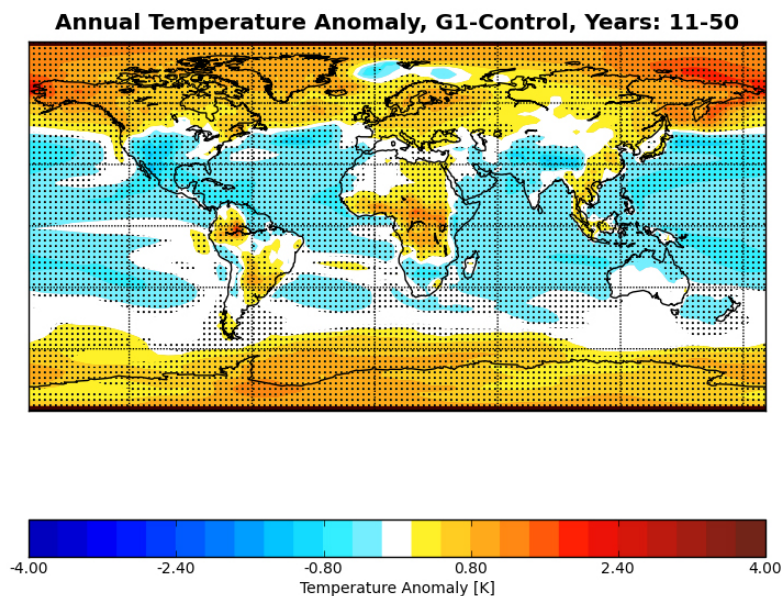 Annual Temperature Anomaly, G1-Control, Years: 11-50
-4.00 -2.40 -0.80 0.80 2.40 4.00
Temperature Anomaly [K]